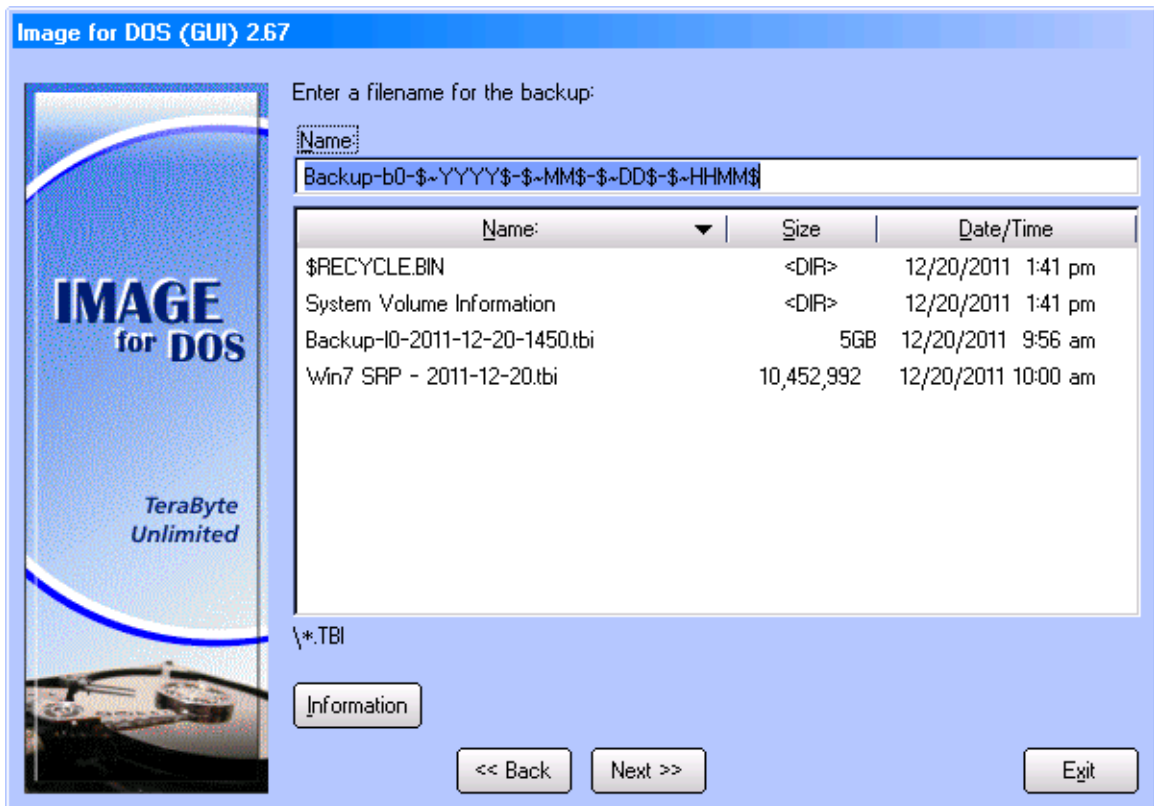 Image for DOS (GUI) 2.67
Enter a filename for the backup:
Name:
Backup-b0-$~YYYY$-$~MM$-$~DD$-$~HHMM$
Name: Size Date/Time
$RECYCLE.BIN <DIR> 12/20/2011 1:41 pm
System Volume Information <DIR> 12/20/2011 1:41 pm
Backup-I0-2011-12-20-1450.tbi 5GB 12/20/2011 9:56 am
Win7 SRP - 2011-12-20.tbi 10,452,992 12/20/2011 10:00 am
IMAGE
for DOS
TeraByte
Unlimited
\*.TBI
Information
<< Back Next >> Exit